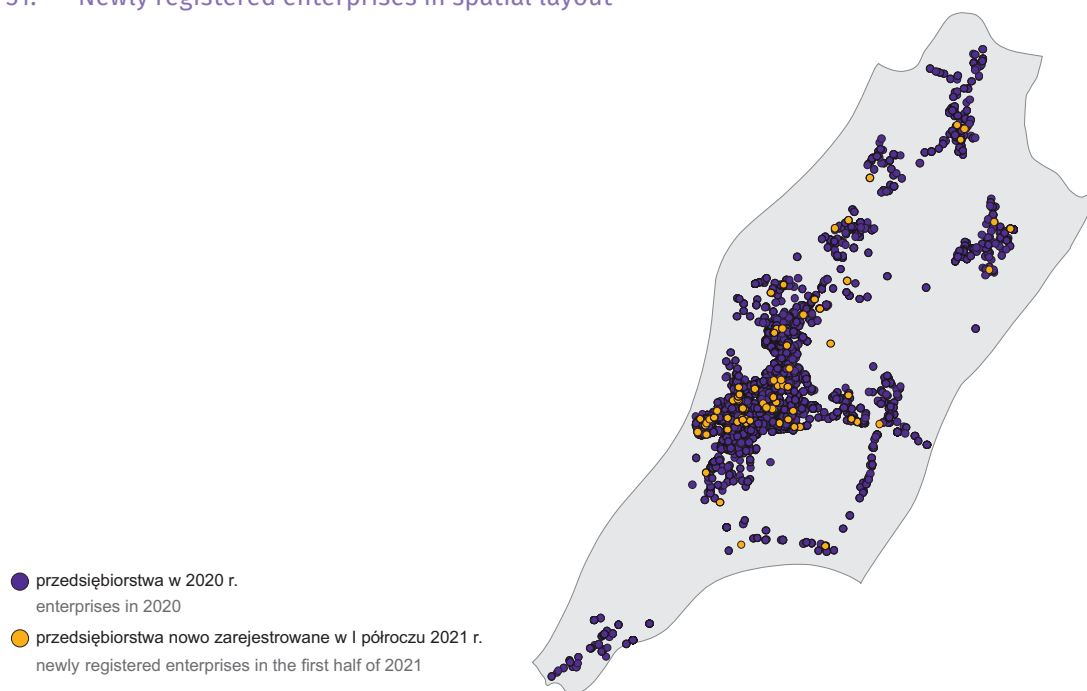 51. Newly registered enterprises in spatial layout
przedsiębiorstwa w 2020 r.
enterprises in 2020
przedsiębiorstwa nowo zarejestrowane w I półroczu 2021 r.
newly registered enterprises in the first half of 2021